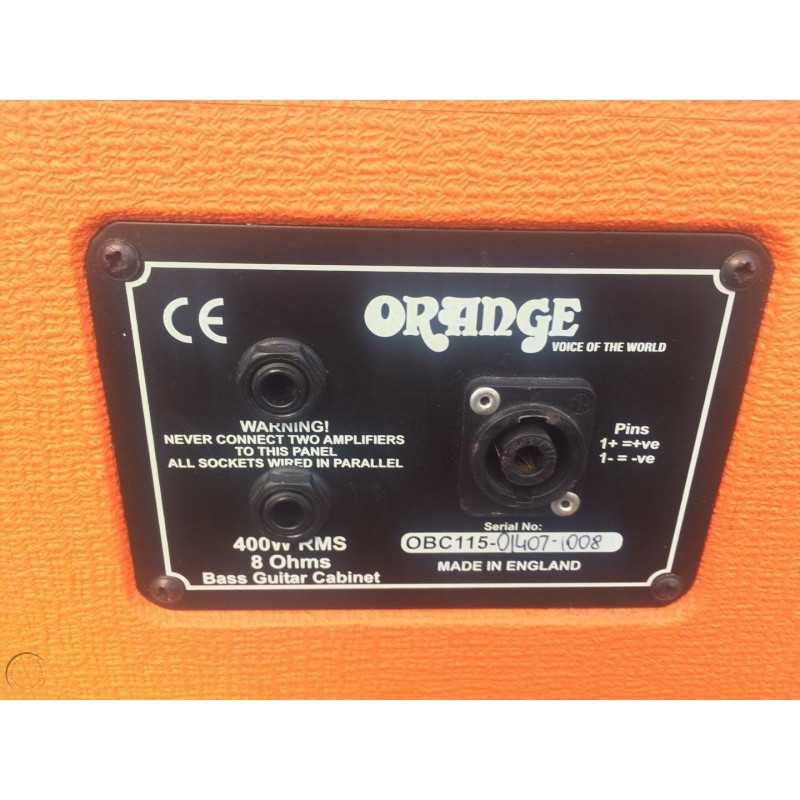 CE
ORANGE
VOICE OF THE WORLD
WARNING!
NEVER CONNECT TWO AMPLIFIERS
TO THIS PANEL
ALL SOCKETS WIRED IN PARALLEL
Pins
1+ =+ve
1- = -ve
400W RMS
8 Ohms
Bass Guitar Cabinet
Serial No:
OBC115-01407-1008
MADE IN ENGLAND